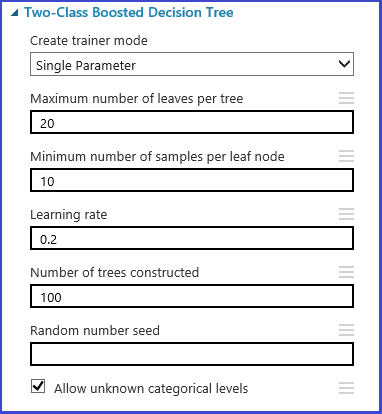 Two-Class Boosted Decision Tree
Create trainer mode
Single Parameter
Maximum number of leaves per tree
20
Minimum number of samples per leaf node
10
Learning rate
0.2
Number of trees constructed
100
Random number seed
Allow unknown categorical levels